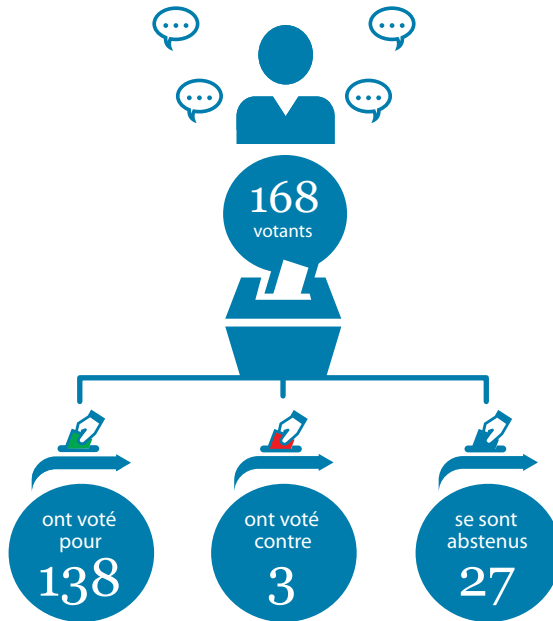 168
votants
ont voté
pour
138
ont voté
contre
3
se sont
abstenus
27